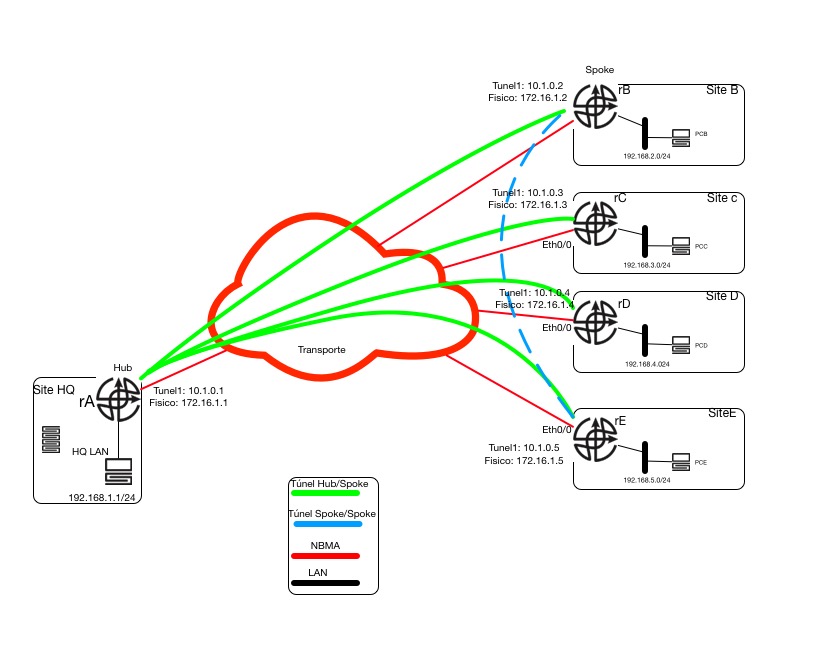 Spoke
Tunel1: 10.1.0.2
Fisico: 172.16.1.2
rB
Site B
PCB
192.168.2.0/24
Tunel1: 10.1.0.3
Fisico: 172.16.1.3
rC
Site c
Eth0/0
PCC
192.168.3.0/24
Tunel1: 10.1.0.4
Fisico: 172.16.1.4
rD
Site D
Eth0/0
PCD
192.168.4.024
Transporte
Hub
Site HQ
rA
Tunel1: 10.1.0.1
Fisico: 172.16.1.1
HQ LAN
192.168.1.1/24
rE
SiteE
Eth0/0
Tunel1: 10.1.0.5
Fisico: 172.16.1.5
PCE
192.168.5.0/24
Túnel Hub/Spoke
Túnel Spoke/Spoke
NBMA
LAN